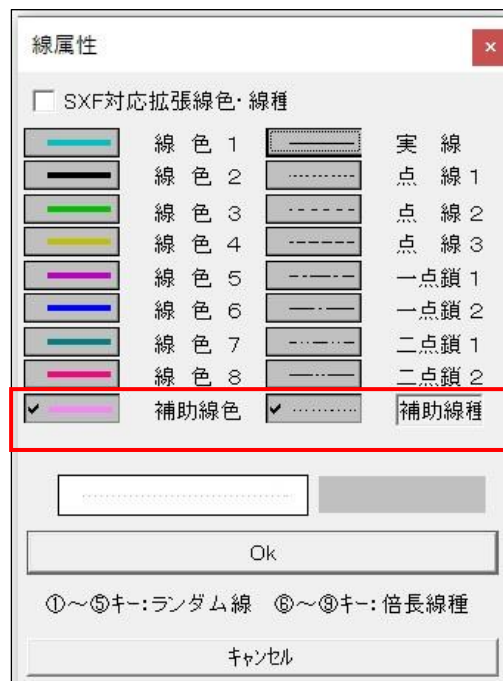 線属性 ×
SXF対応拡張線色・線種
線 色 1 実 線
線 色 2 点 線 1
線 色 3 点 線 2
線 色 4 点 線 3
線 色 5 一点鎖 1
線 色 6 一点鎖 2
線 色 7 二点鎖 1
線 色 8 二点鎖 2
補助線色 補助線種
Ok
①～⑤キー:ランダム線 ⑥～⑨キー:倍長線種
キャンセル